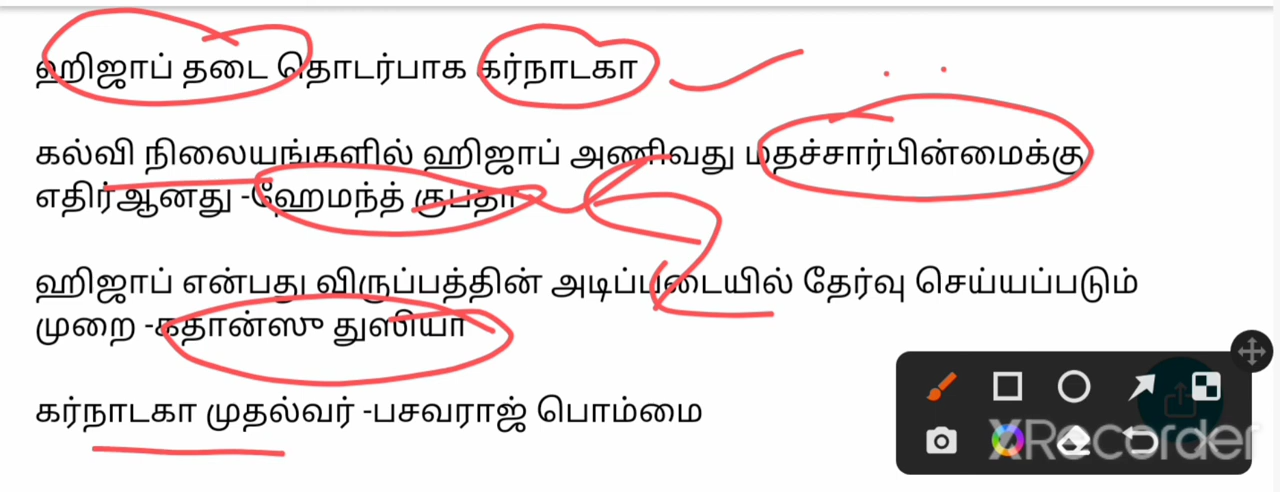 ஹிஜாப் தடை தொடர்பாக கர்நாடகா
கல்வி நிலையங்களில் ஹிஜாப் அணிவது மதச்சார்பின்மைக்கு
எதிர்ஆனது -ஹேமந்த் குபதா
ஹிஜாப் என்பது விருப்பத்தின் அடிப்படையில் தேர்வு செய்யப்படும்
முறை -சுதான்ஸு துஸியா
கர்நாடகா முதல்வர் -பசவராஜ் பொம்மை
XRecorder